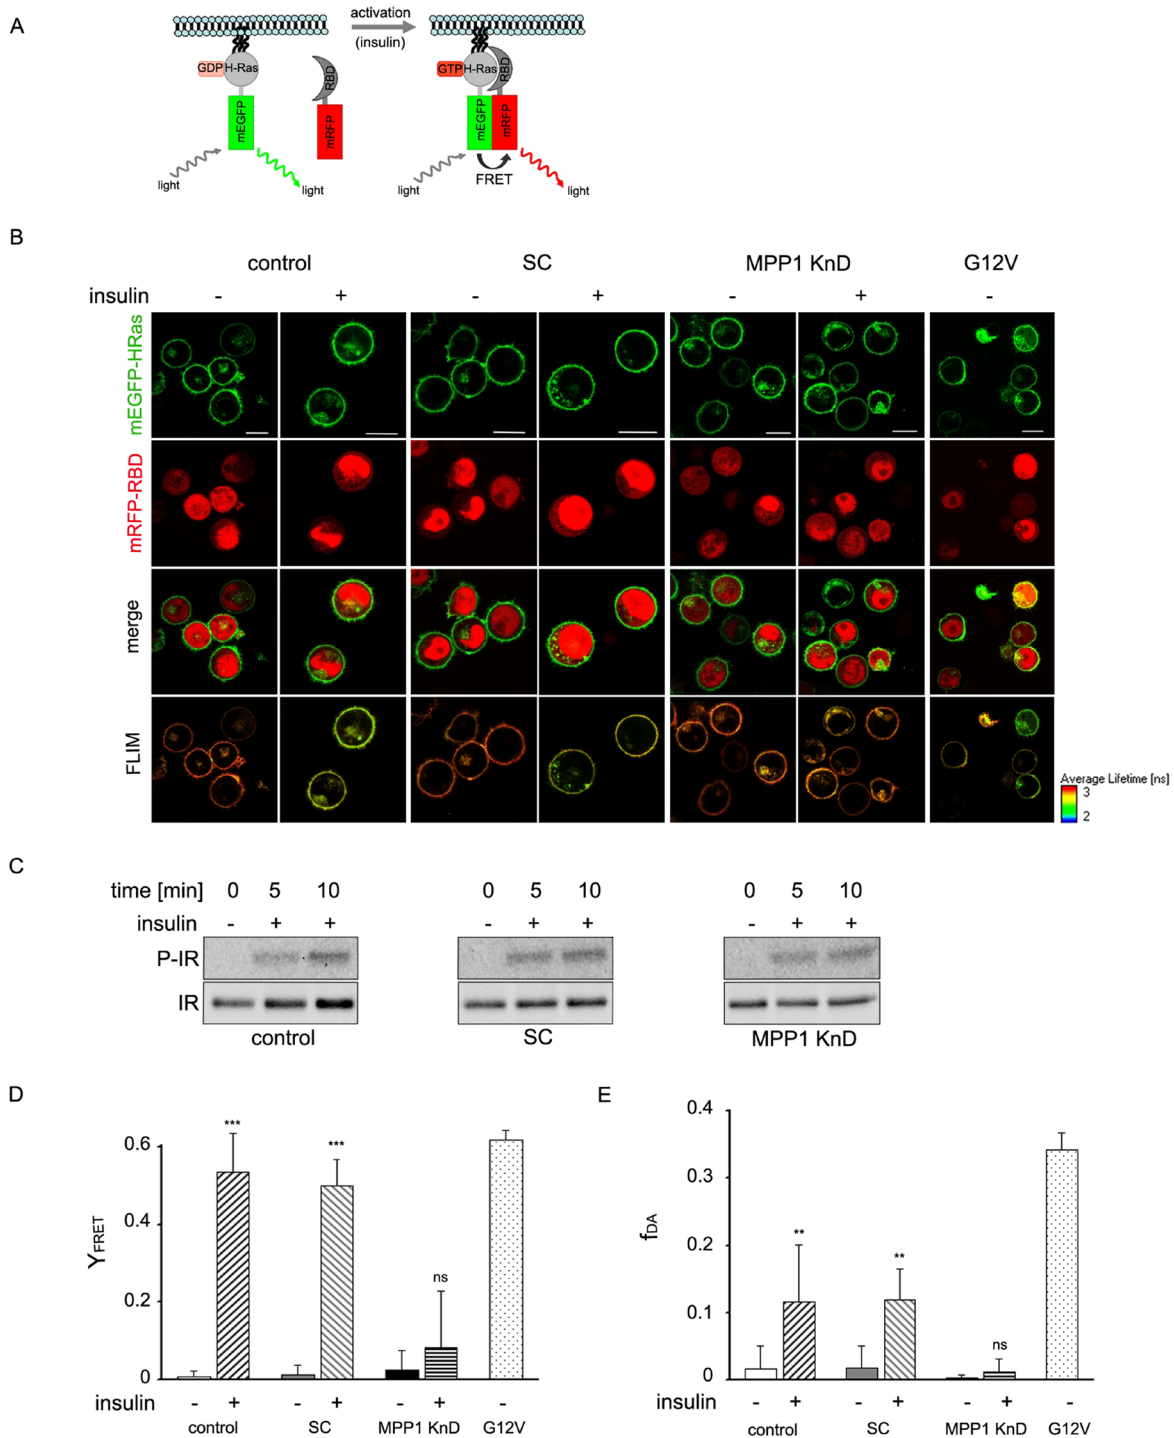 A
activation
(insulin)
GDP
H-Ras
RBD
mEGFP
mRFP
light
light
GTP
H-Ras
RBD
mEGFP
mRFP
FRET
light
light
B
control SC MPP1 KnD G12V
insulin - + - + - + -
mEGFP-HRas
mRFP-RBD
merge
FLIM
Average Lifetime [ns]
3
2
C
time [min] 0 5 10 0 5 10 0 5 10
insulin - + + - + + - + +
P-IR
IR
control SC MPP1 KnD
D
YFRET
0.6
0.4
0.2
0
*** *** ns
insulin - + - + - + -
control SC MPP1 KnD G12V
E
fDA
0.4
0.3
0.2
0.1
0
** ** ns
insulin - + - + - + -
control SC MPP1 KnD G12V